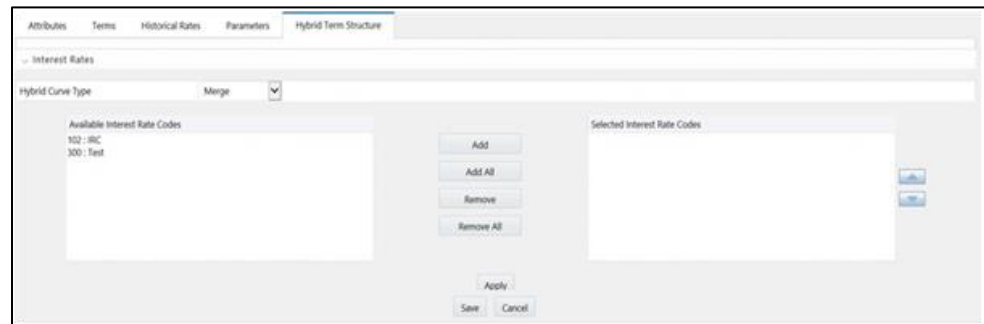 Attributes Terms Historical Rates Parameters Hybrid Term Structure
Interest Rates
Hybrid Curve Type Merge
Available Interest Rate Codes Selected Interest Rate Codes
102 : IRC
300 : Test
Add
Add All
Remove
Remove All
Apply
Save Cancel